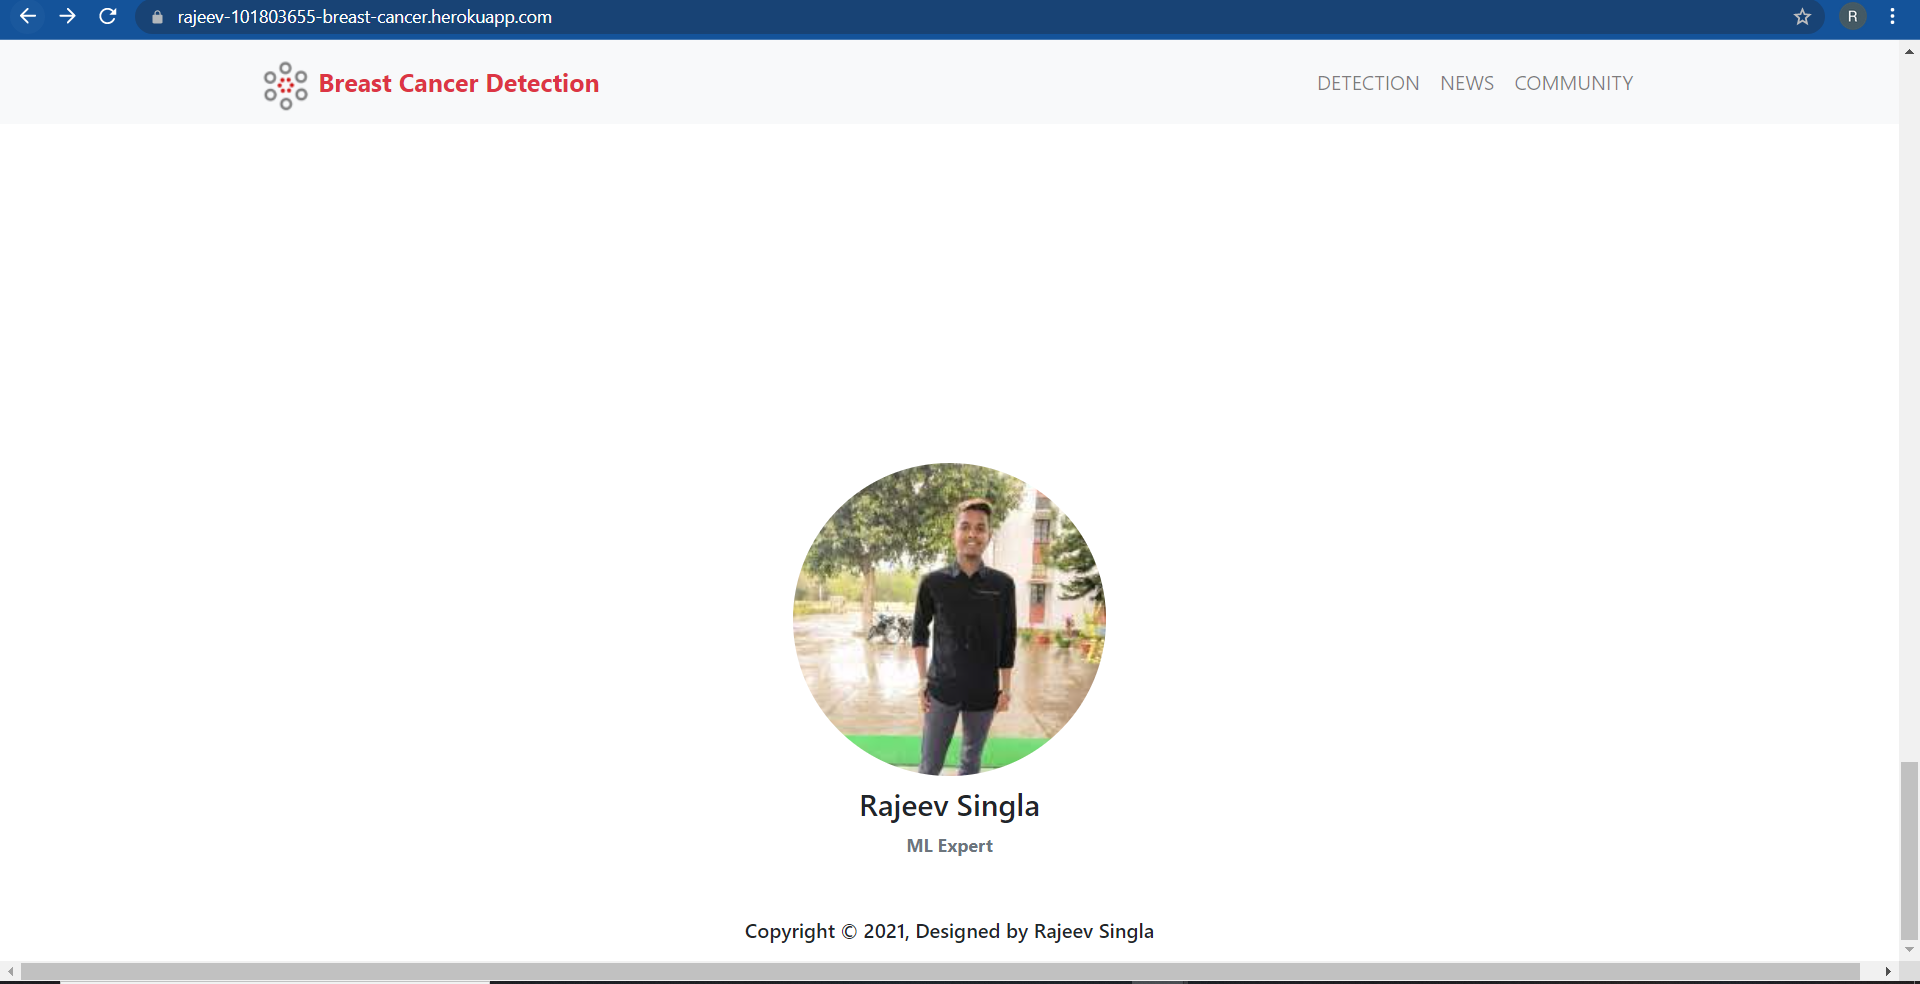 rajeev-101803655-breast-cancer.herokuapp.com
R
Breast Cancer Detection
DETECTION NEWS COMMUNITY
Rajeev Singla
ML Expert
Copyright © 2021, Designed by Rajeev Singla